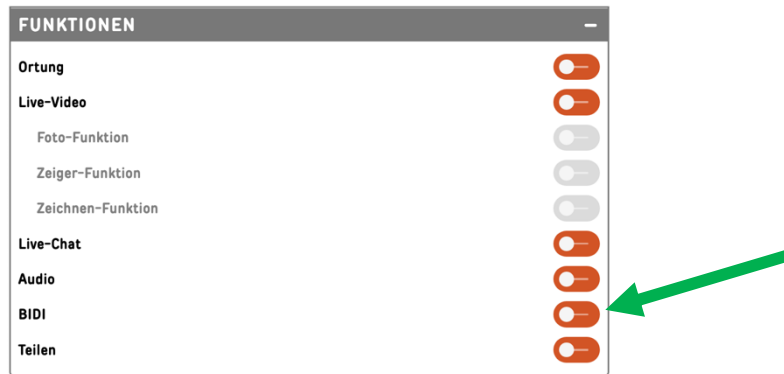 FUNKTIONEN
Ortung
Live-Video
Foto-Funktion
Zeiger-Funktion
Zeichnen-Funktion
Live-Chat
Audio
BIDI
Teilen